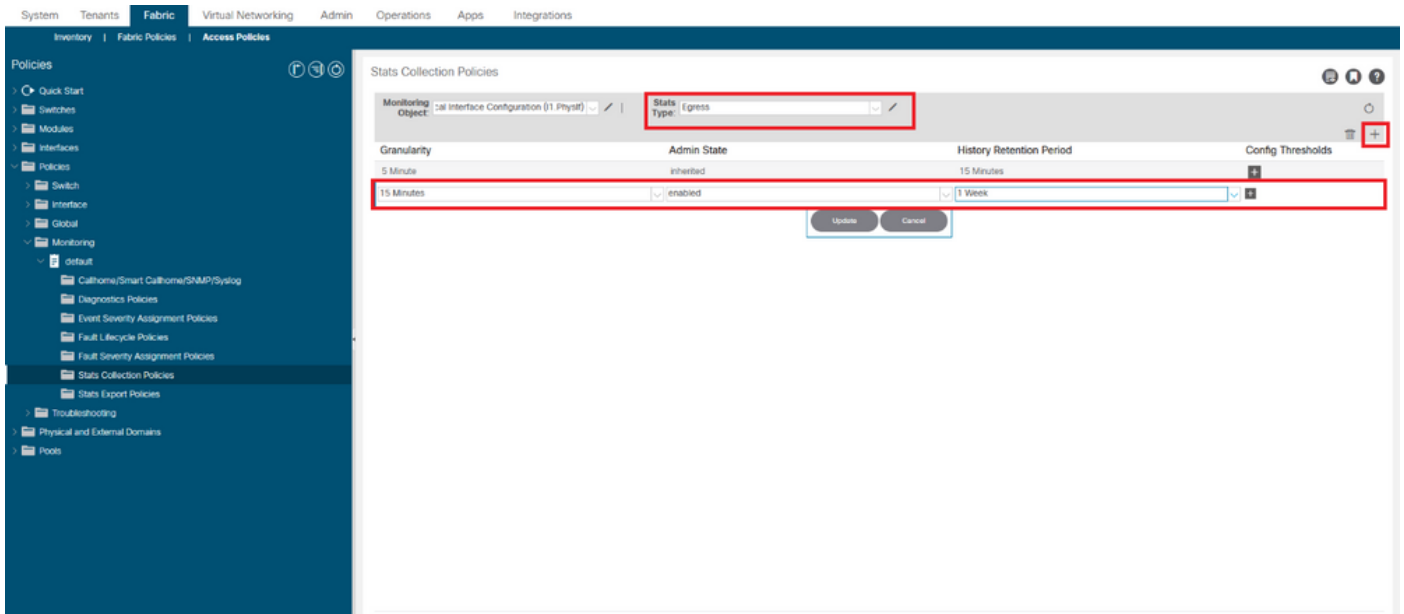 System Tenants Fabric Virtual Networking Admin Operations Apps Integrations
Inventory | Fabric Policies | Access Policies
Policies
Quick Start
Switches
Modules
Interfaces
Policies
Switch
Interface
Global
Monitoring
default
Callhome/Smart Callhome/SNMP/Syslog
Diagnostics Policies
Event Severity Assignment Policies
Fault Lifecycle Policies
Fault Severity Assignment Policies
Stats Collection Policies
Stats Export Policies
Troubleshooting
Physical and External Domains
Pools
Stats Collection Policies
Monitoring Object: cal Interface Configuration (l1.PhysIf) | Stats Type: Egress
Granularity Admin State History Retention Period Config Thresholds
5 Minute inherited 15 Minutes
15 Minutes enabled 1 Week
Update Cancel